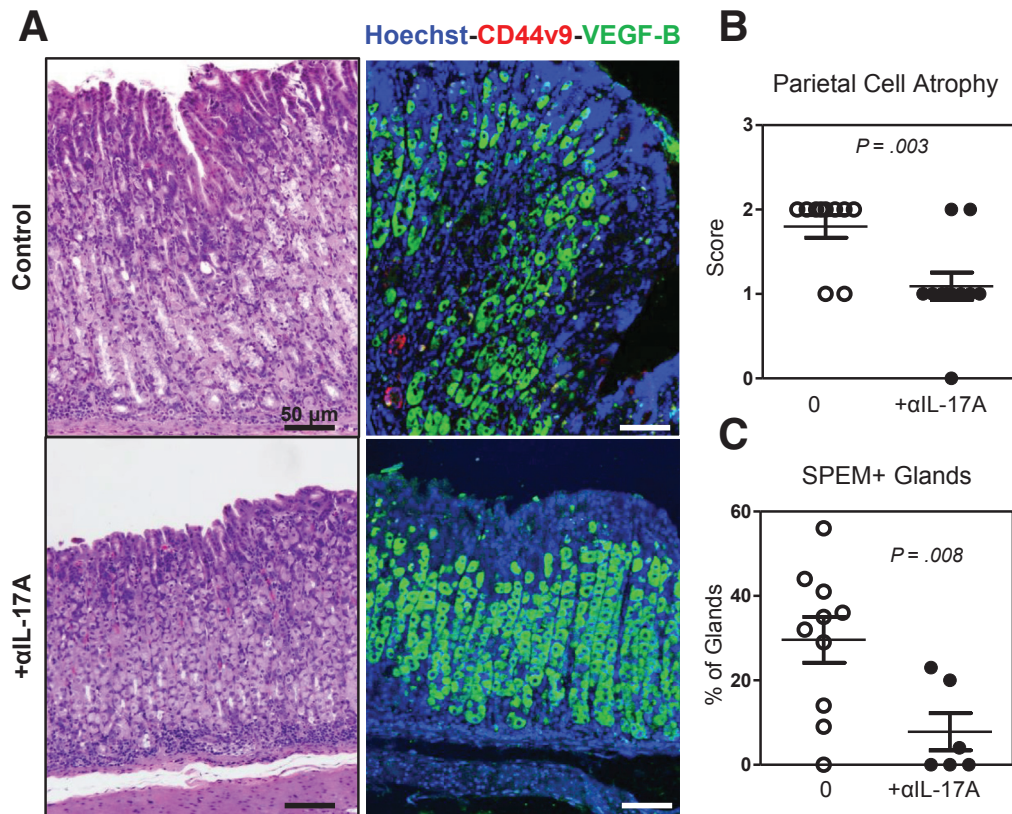 A
Hoechst-CD44v9-VEGF-B
Control
50 µm
+αIL-17A
B
Parietal Cell Atrophy
P = .003
Score
3
2
1
0
0 +αIL-17A
C
SPEM+ Glands
P = .008
% of Glands
60
40
20
0
0 +αIL-17A